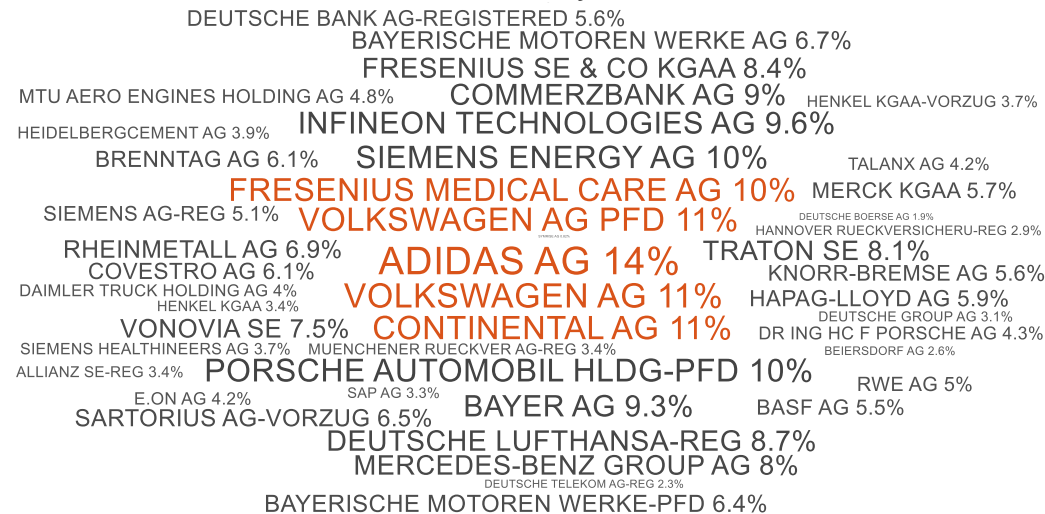 DEUTSCHE BANK AG-REGISTERED 5.6%
BAYERISCHE MOTOREN WERKE AG 6.7%
FRESENIUS SE & CO KGAA 8.4%
MTU AERO ENGINES HOLDING AG 4.8%
COMMERZBANK AG 9%
HENKEL KGAA-VORZUG 3.7%
HEIDELBERGCEMENT AG 3.9%
INFINEON TECHNOLOGIES AG 9.6%
BRENNTAG AG 6.1%
SIEMENS ENERGY AG 10%
TALANX AG 4.2%
FRESENIUS MEDICAL CARE AG 10%
MERCK KGAA 5.7%
SIEMENS AG-REG 5.1%
VOLKSWAGEN AG PFD 11%
DEUTSCHE BOERSE AG 1.9%
HANNOVER RUECKVERSICHERU-REG 2.9%
RHEINMETALL AG 6.9%
ADIDAS AG 14%
TRATON SE 8.1%
COVESTRO AG 6.1%
KNORR-BREMSE AG 5.6%
DAIMLER TRUCK HOLDING AG 4%
VOLKSWAGEN AG 11%
HAPAG-LLOYD AG 5.9%
HENKEL KGAA 3.4%
DEUTSCHE GROUP AG 3.1%
VONOVIA SE 7.5%
CONTINENTAL AG 11%
DR ING HC F PORSCHE AG 4.3%
SIEMENS HEALTHINEERS AG 3.7%
MUENCHENER RUECKVER AG-REG 3.4%
BEIERSDORF AG 2.6%
ALLIANZ SE-REG 3.4%
PORSCHE AUTOMOBIL HLDG-PFD 10%
RWE AG 5%
E.ON AG 4.2%
SAP AG 3.3%
BAYER AG 9.3%
BASF AG 5.5%
SARTORIUS AG-VORZUG 6.5%
DEUTSCHE LUFTHANSA-REG 8.7%
MERCEDES-BENZ GROUP AG 8%
DEUTSCHE TELEKOM AG-REG 2.3%
BAYERISCHE MOTOREN WERKE-PFD 6.4%